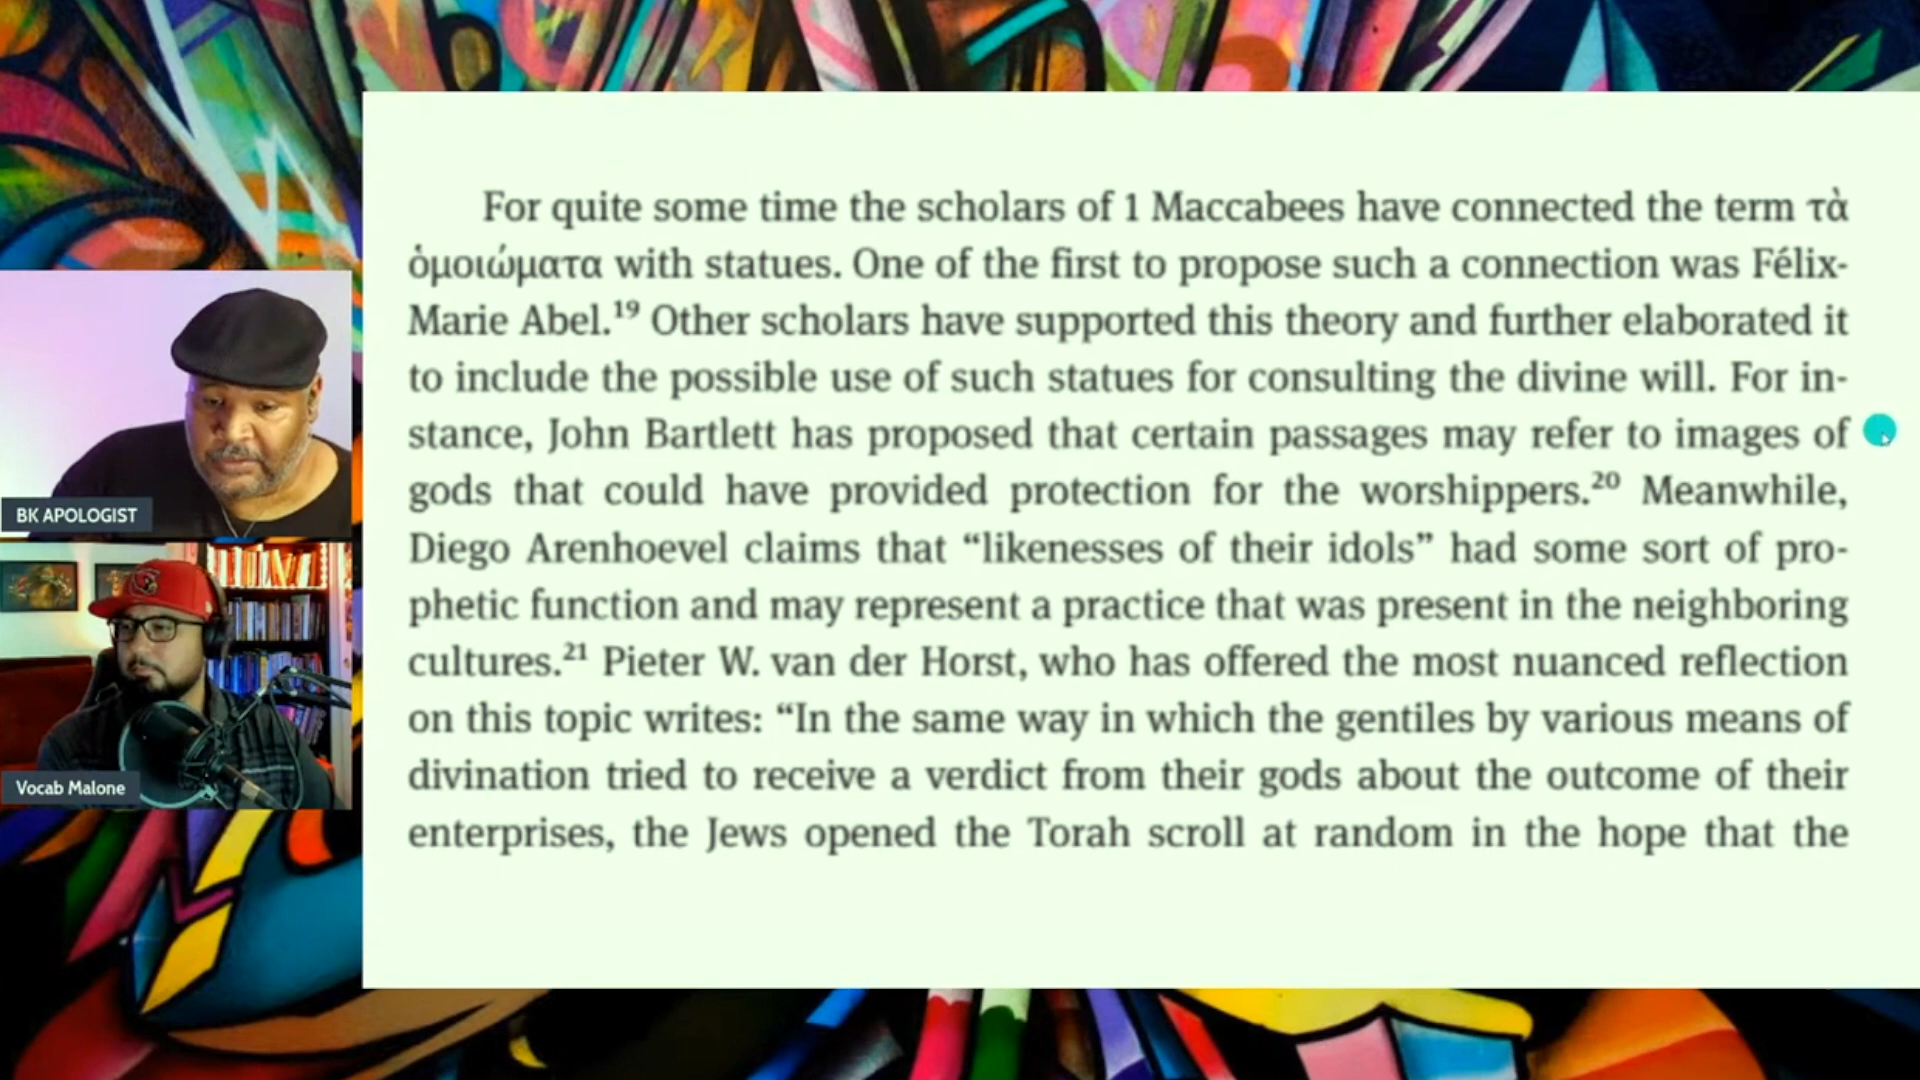 For quite some time the scholars of 1 Maccabees have connected the term τὰ
ὁμοιώματα with statues. One of the first to propose such a connection was Félix-
Marie Abel.¹⁹ Other scholars have supported this theory and further elaborated it
to include the possible use of such statues for consulting the divine will. For in-
stance, John Bartlett has proposed that certain passages may refer to images of
gods that could have provided protection for the worshippers.²⁰ Meanwhile,
Diego Arenhoevel claims that “likenesses of their idols” had some sort of pro-
phetic function and may represent a practice that was present in the neighboring
cultures.²¹ Pieter W. van der Horst, who has offered the most nuanced reflection
on this topic writes: “In the same way in which the gentiles by various means of
divination tried to receive a verdict from their gods about the outcome of their
enterprises, the Jews opened the Torah scroll at random in the hope that the
BK APOLOGIST
Vocab Malone